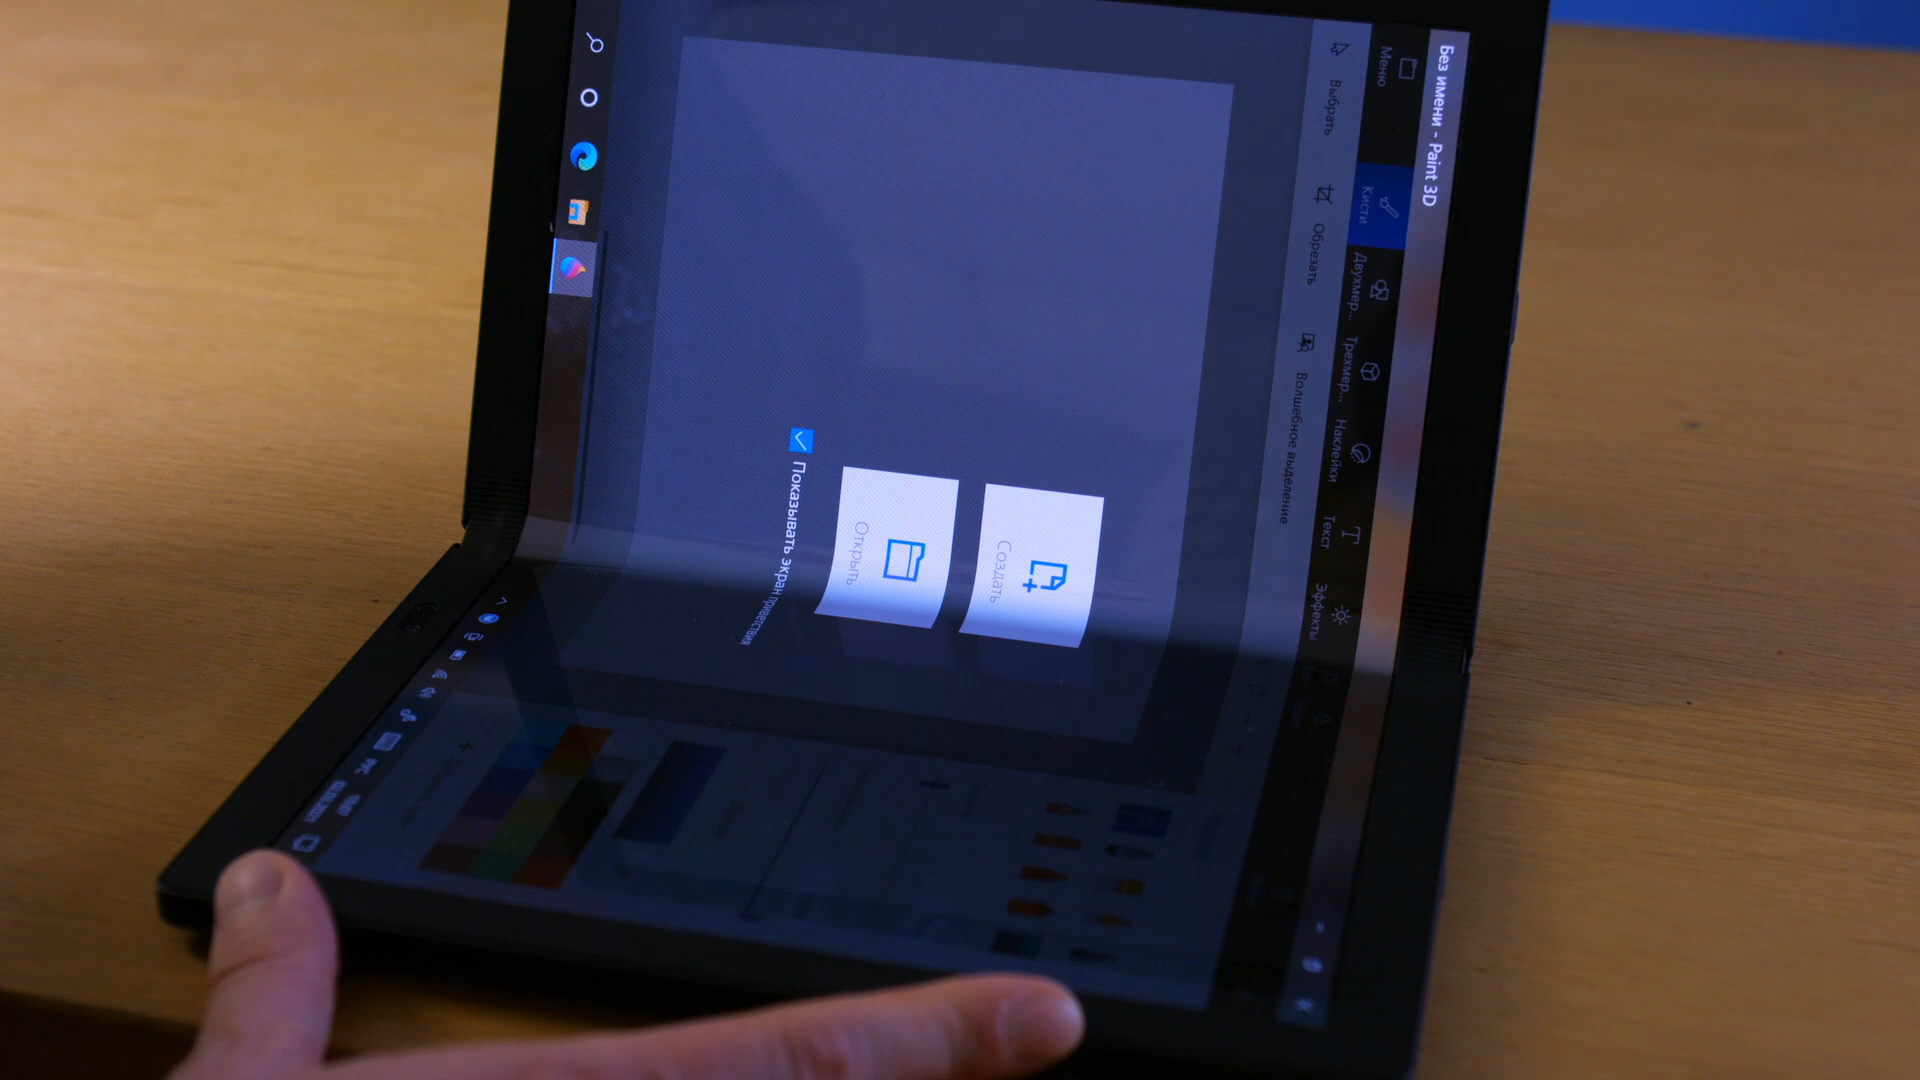 Без имени - Paint 3D
Меню
Кисти
Двухмер...
Трехмер...
Наклейки
Текст
Эффекты
Выбрать
Обрезать
Волшебное выделение
Создать
Открыть
Показывать экран приветствия
РУС